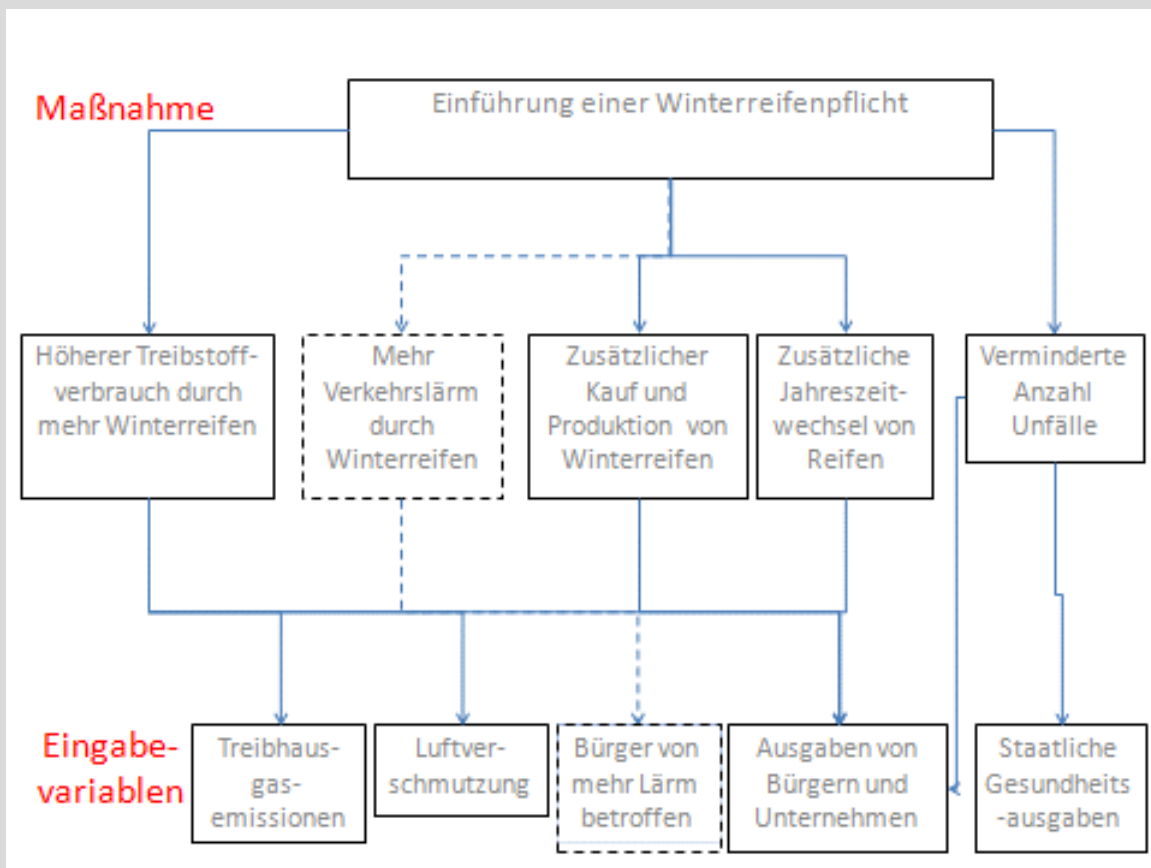 Maßnahme
Einführung einer Winterreifenpflicht
Höherer Treibstoff-
verbrauch durch
mehr Winterreifen
Mehr
Verkehrslärm
durch
Winterreifen
Zusätzlicher
Kauf und
Produktion von
Winterreifen
Zusätzliche
Jahreszeit-
wechsel von
Reifen
Verminderte
Anzahl
Unfälle
Eingabe-
variablen
Treibhaus-
gas-
emissionen
Luftver-
schmutzung
Bürger von
mehr Lärm
betroffen
Ausgaben von
Bürgern und
Unternehmen
Staatliche
Gesundheits
-ausgaben